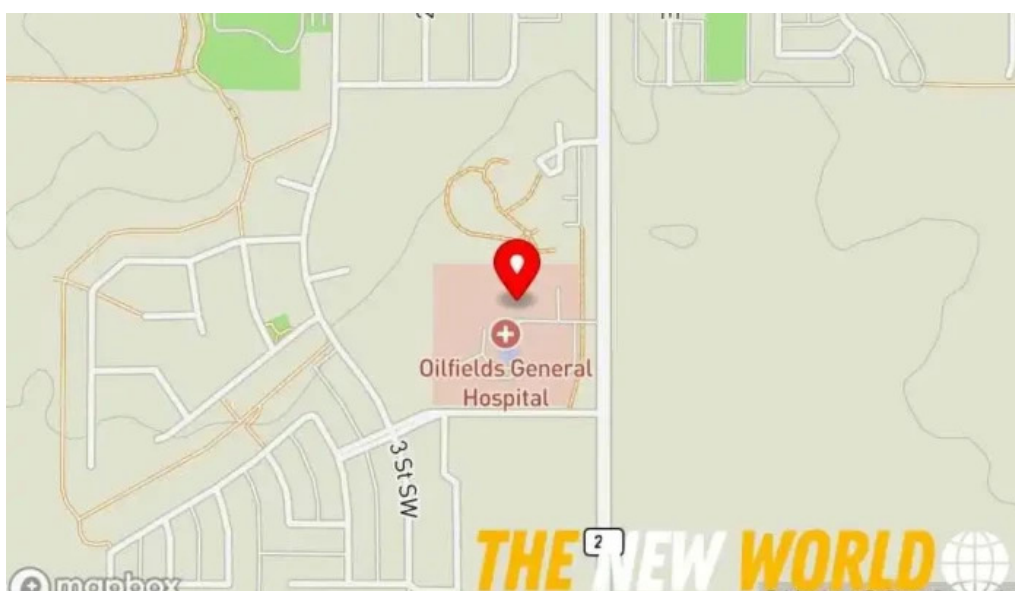 Oilfields General
Hospital
3 St SW
2
THE NEW WORLD
mapbox